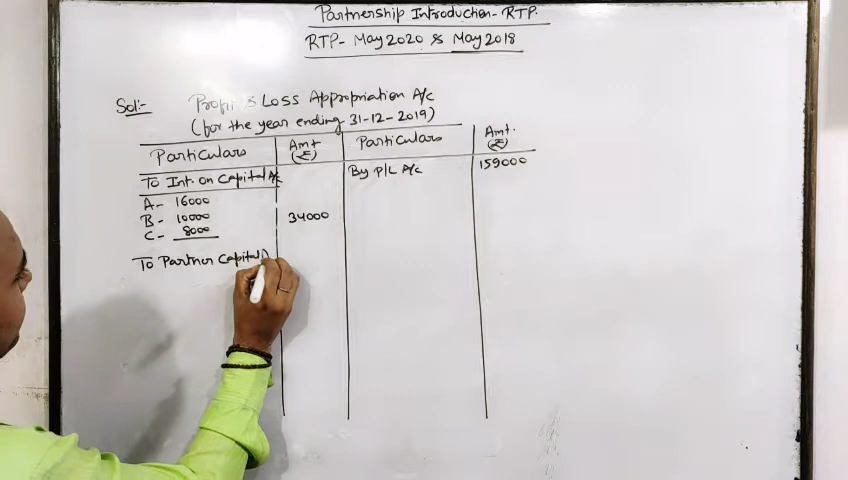 Partnership Introduction - RTP.
RTP - May 2020 & May 2018
Sol:- Profit & Loss Appropriation A/c
(for the year ending 31-12-2019)
Particulars Amt (₹) Particulars Amt. (₹)
To Int. on Capital A/c By P/L A/c 159000
A - 16000
B - 10000 34000
C - 8000
To Partner Capital